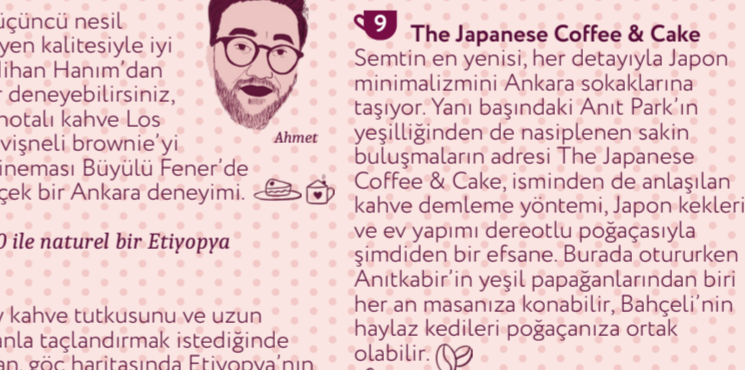 üçüncü nesil
yen kalitesiyle iyi
Nihan Hanım'dan
r deneyebilirsiniz,
notalı kahve Los
vişneli brownie'yi
ineması Büyülü Fener'de
çek bir Ankara deneyimi.
Ahmet
0 ile naturel bir Etiyopya
v kahve tutkusunu ve uzun
anla taçlandırmak istediğinde
an, göç haritasında Etiyopya'nın
9 The Japanese Coffee & Cake
Semtin en yenisi, her detayıyla Japon
minimalizmini Ankara sokaklarına
taşıyor. Yanı başındaki Anıt Park'ın
yeşilliğinden de nasiplenen sakin
buluşmaların adresi The Japanese
Coffee & Cake, isminden de anlaşılan
kahve demleme yöntemi, Japon kekleri
ve ev yapımı dereotlu poğaçasıyla
şimdiden bir efsane. Burada otururken
Anıtkabir'in yeşil papağanlarından biri
her an masanıza konabilir, Bahçeli'nin
haylaz kedileri poğaçanıza ortak
olabilir.